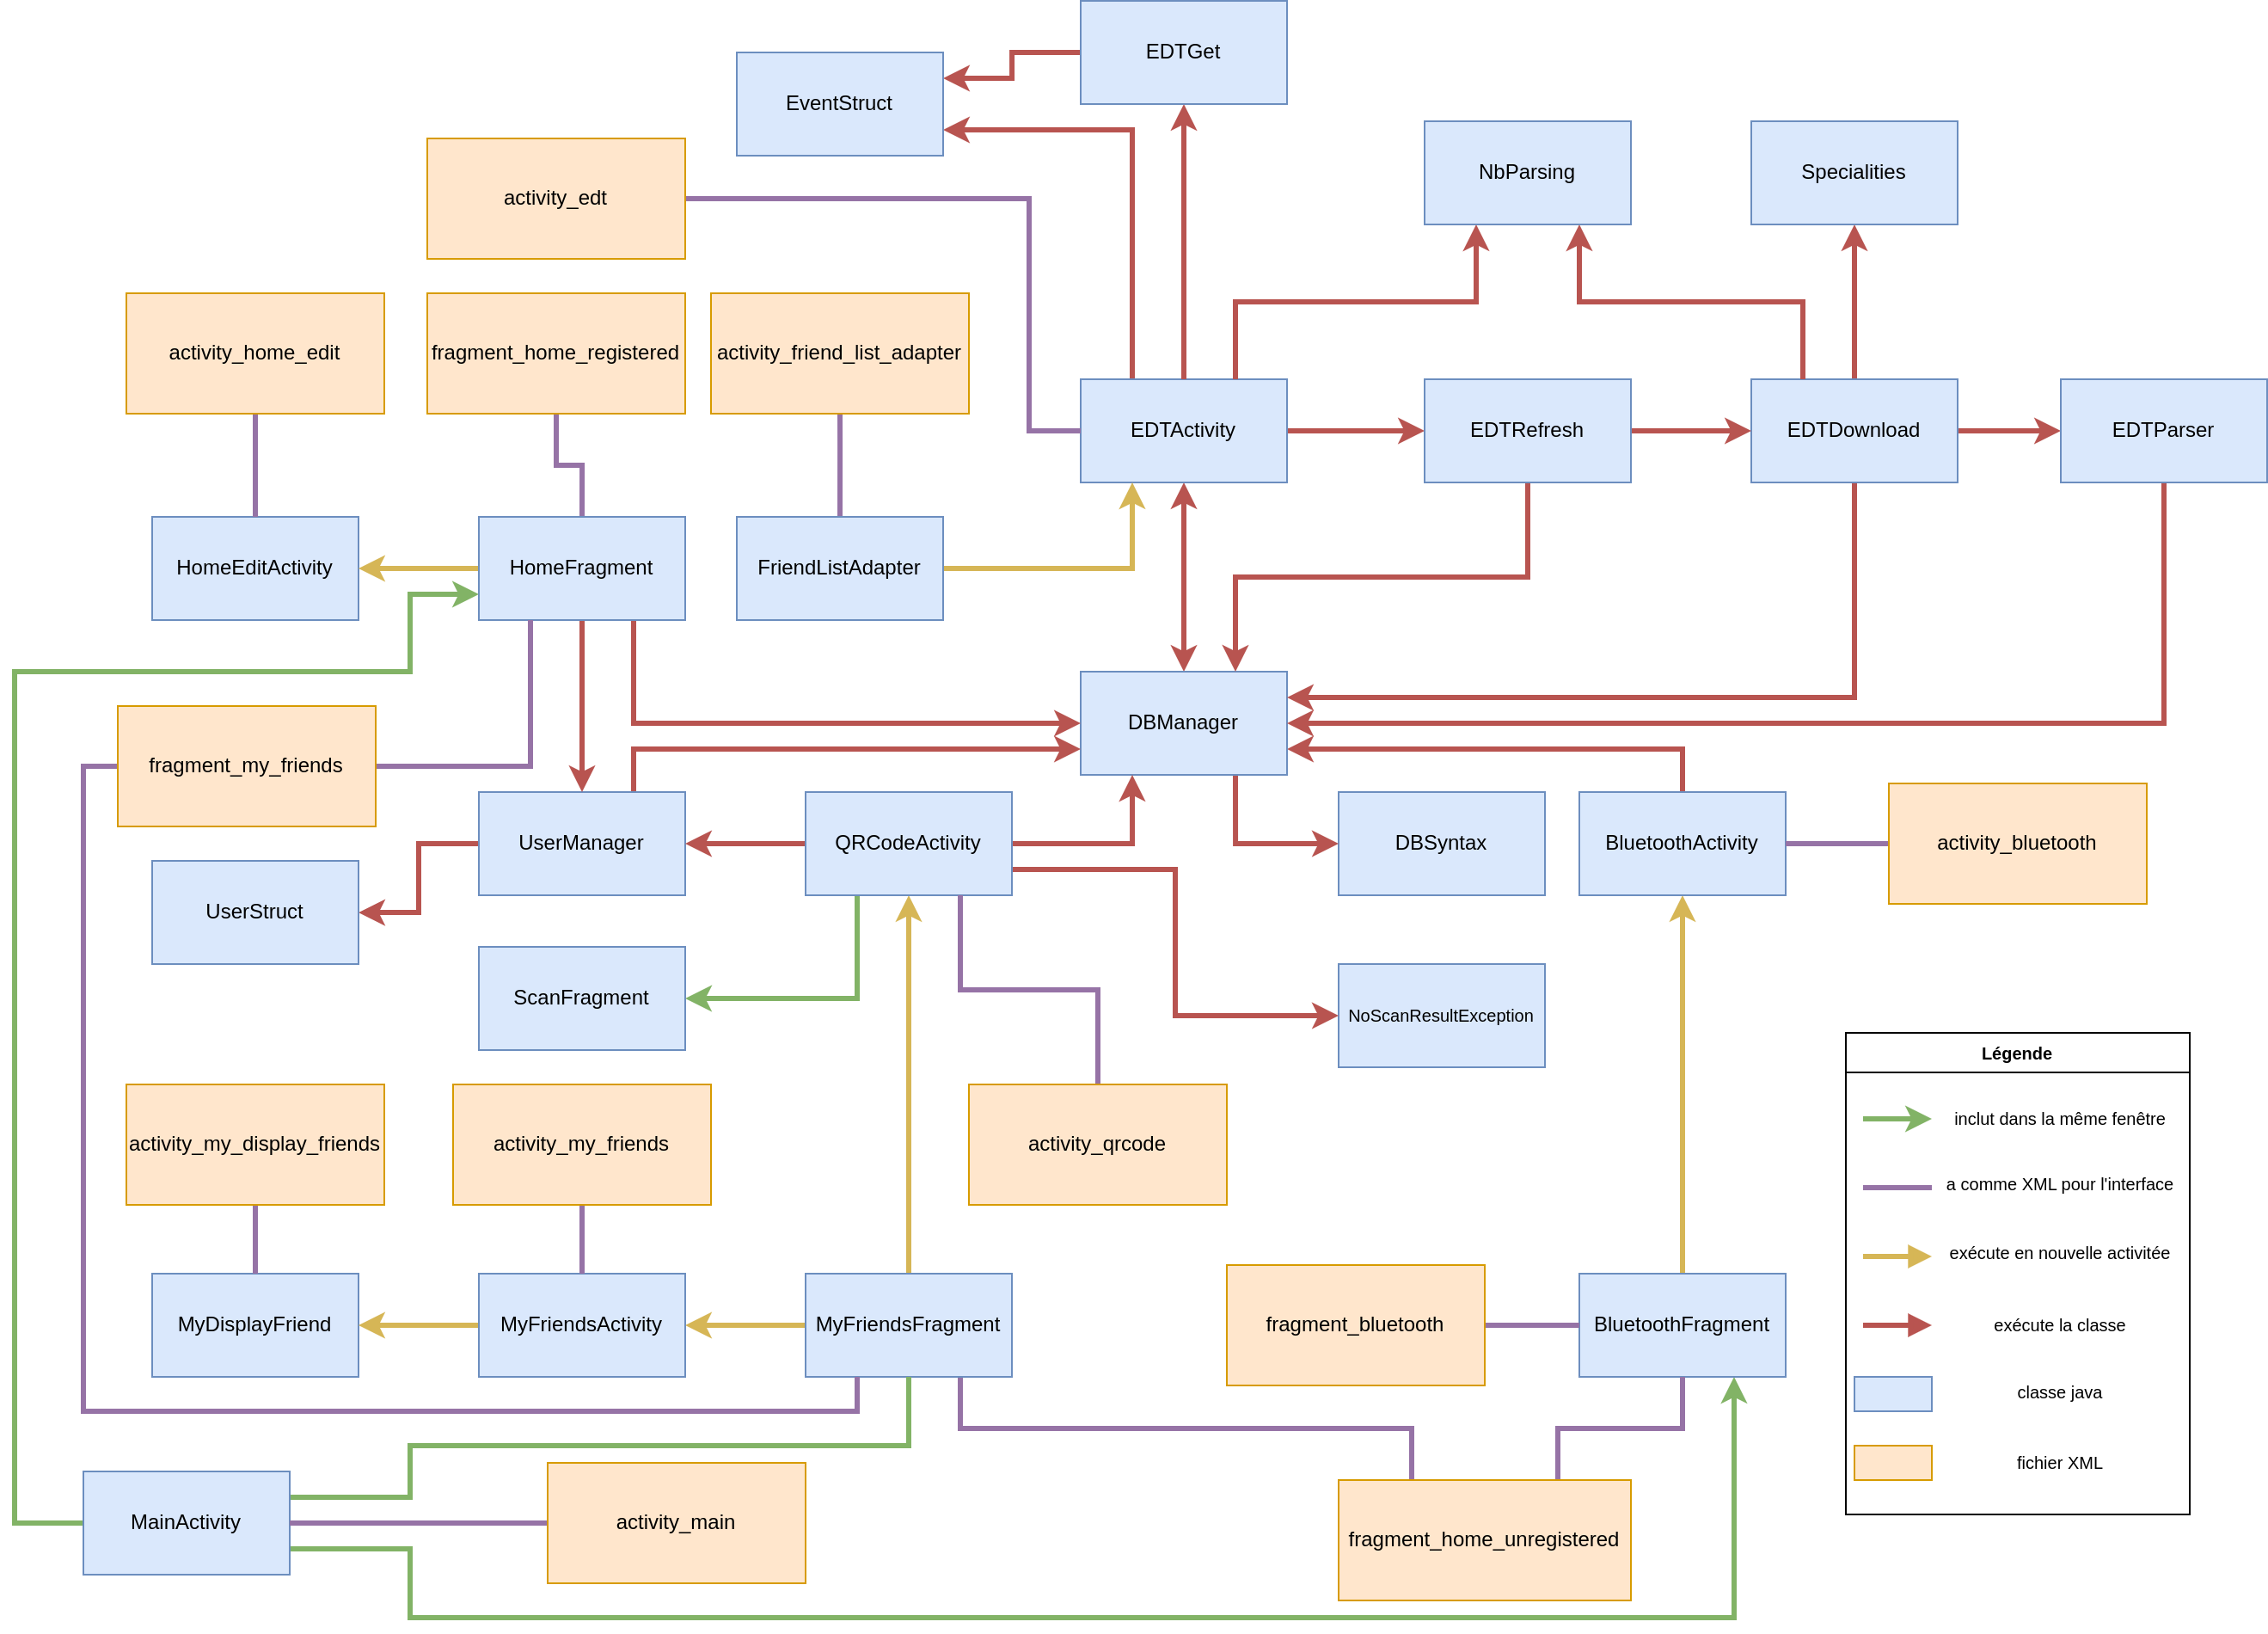 EDTGet
EventStruct
NbParsing
Specialities
activity_edt
activity_home_edit
fragment_home_registered
activity_friend_list_adapter
EDTActivity
EDTRefresh
EDTDownload
EDTParser
HomeEditActivity
HomeFragment
FriendListAdapter
DBManager
fragment_my_friends
UserManager
QRCodeActivity
DBSyntax
BluetoothActivity
activity_bluetooth
UserStruct
ScanFragment
NoScanResultException
Légende
inclut dans la même fenêtre
a comme XML pour l'interface
exécute en nouvelle activitée
exécute la classe
classe java
fichier XML
activity_my_display_friends
activity_my_friends
activity_qrcode
MyDisplayFriend
MyFriendsActivity
MyFriendsFragment
fragment_bluetooth
BluetoothFragment
MainActivity
activity_main
fragment_home_unregistered